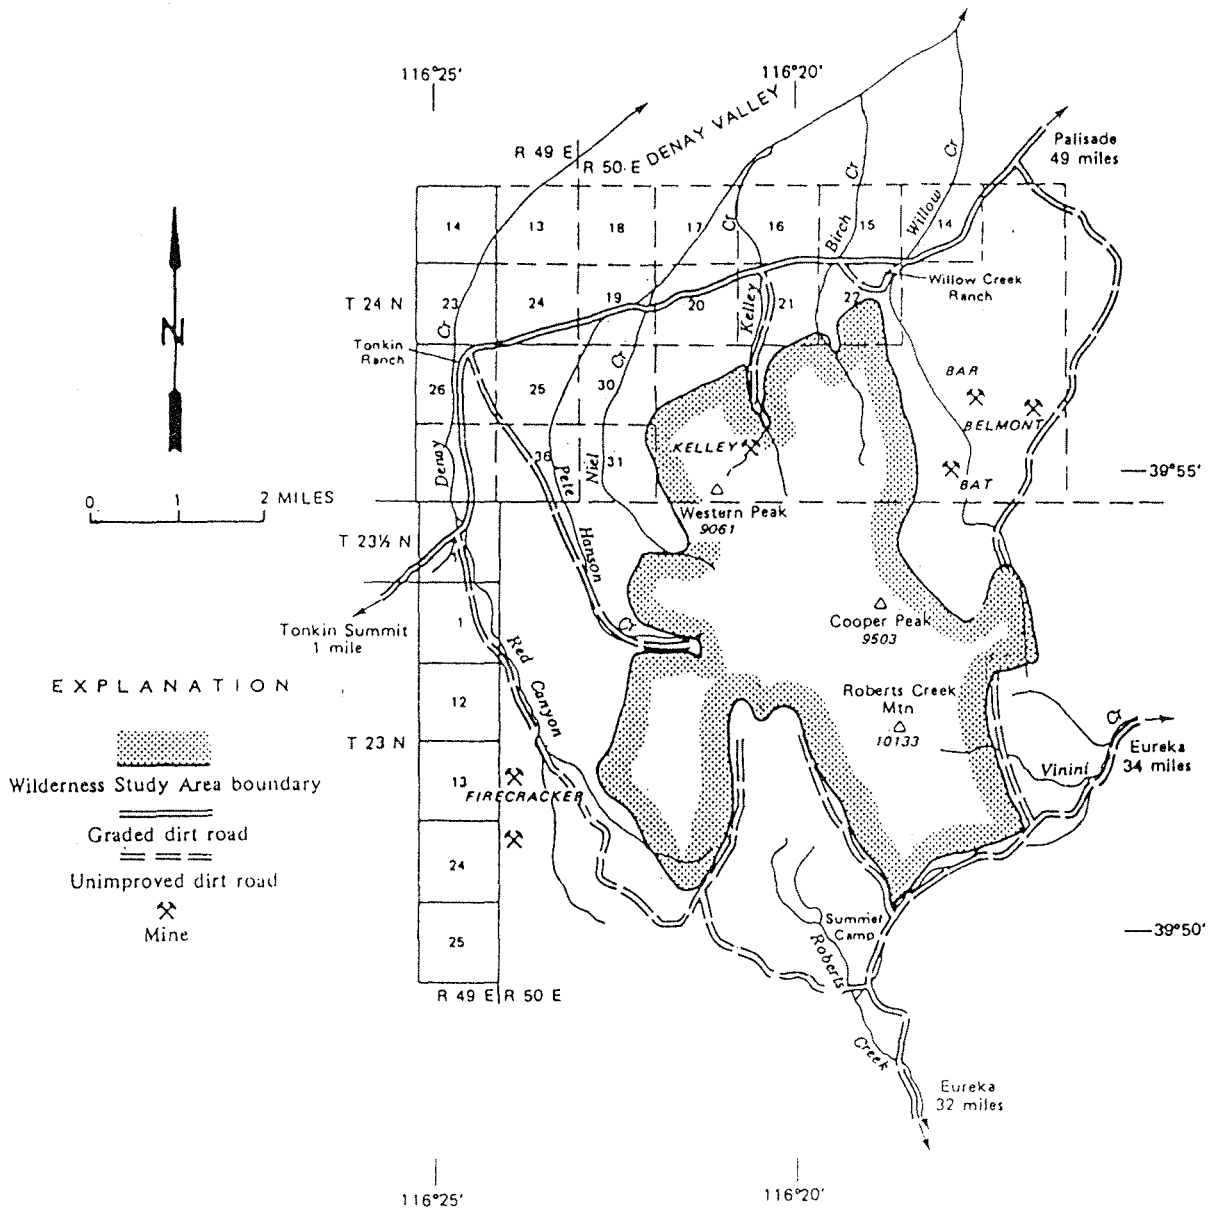 116°25'
116°20'
DENAY VALLEY
R 49 E
R 50 E
Palisade
49 miles
Cr
Cr
Cr
Birch
Willow
14
13
18
17
16
15
14
Willow Creek
Ranch
T 24 N
23
24
19
20
21
22
Kelley
Cr
Cr
Tonkin
Ranch
26
25
30
BAR
BELMONT
36
31
KELLEY
BAT
39°55'
Denay
Pete
Niel
Hanson
Cr
0
1
2 MILES
Western Peak
9061
N
T 23½ N
Tonkin Summit
1 mile
1
Cooper Peak
9503
Red Canyon
EXPLANATION
Wilderness Study Area boundary
Graded dirt road
Unimproved dirt road
Mine
12
T 23 N
Roberts Creek
Mtn
10133
Cr
Eureka
34 miles
Vinini
13
FIRECRACKER
24
25
Summet
Camp
39°50'
Roberts
Creek
R 49 E
R 50 E
Eureka
32 miles
116°25'
116°20'